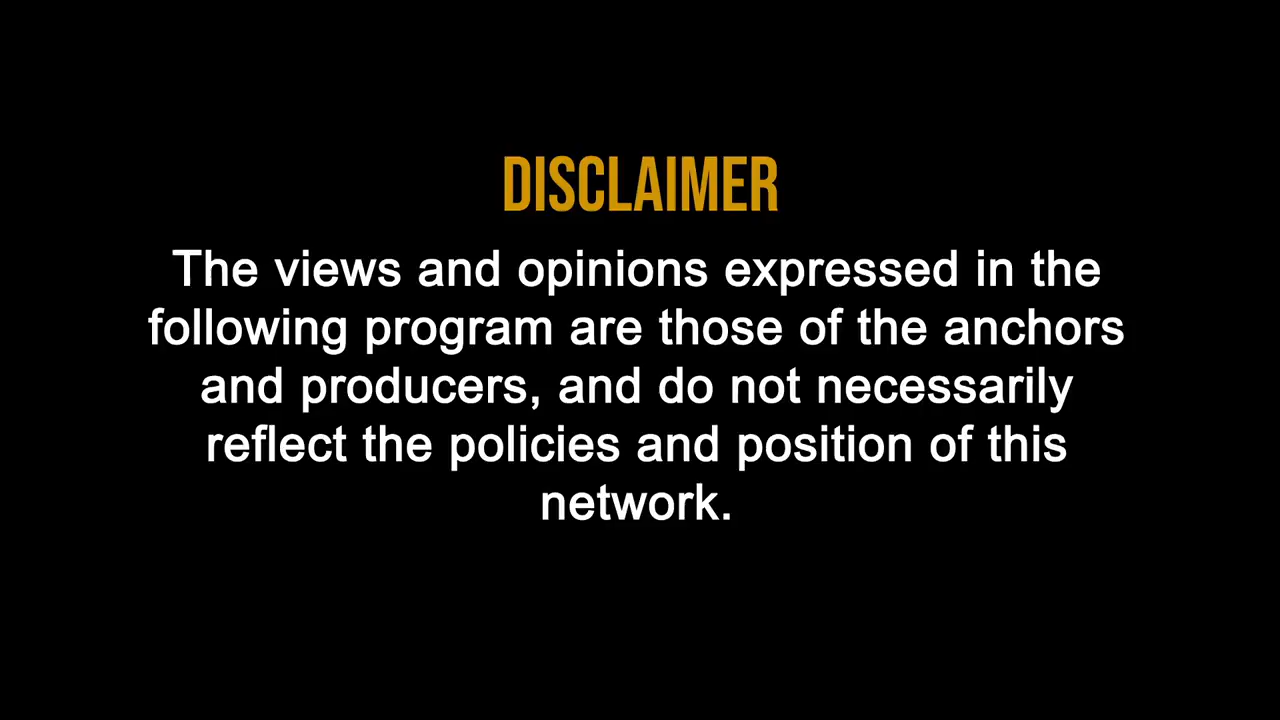 DISCLAIMER
The views and opinions expressed in the
following program are those of the anchors
and producers, and do not necessarily
reflect the policies and position of this
network.